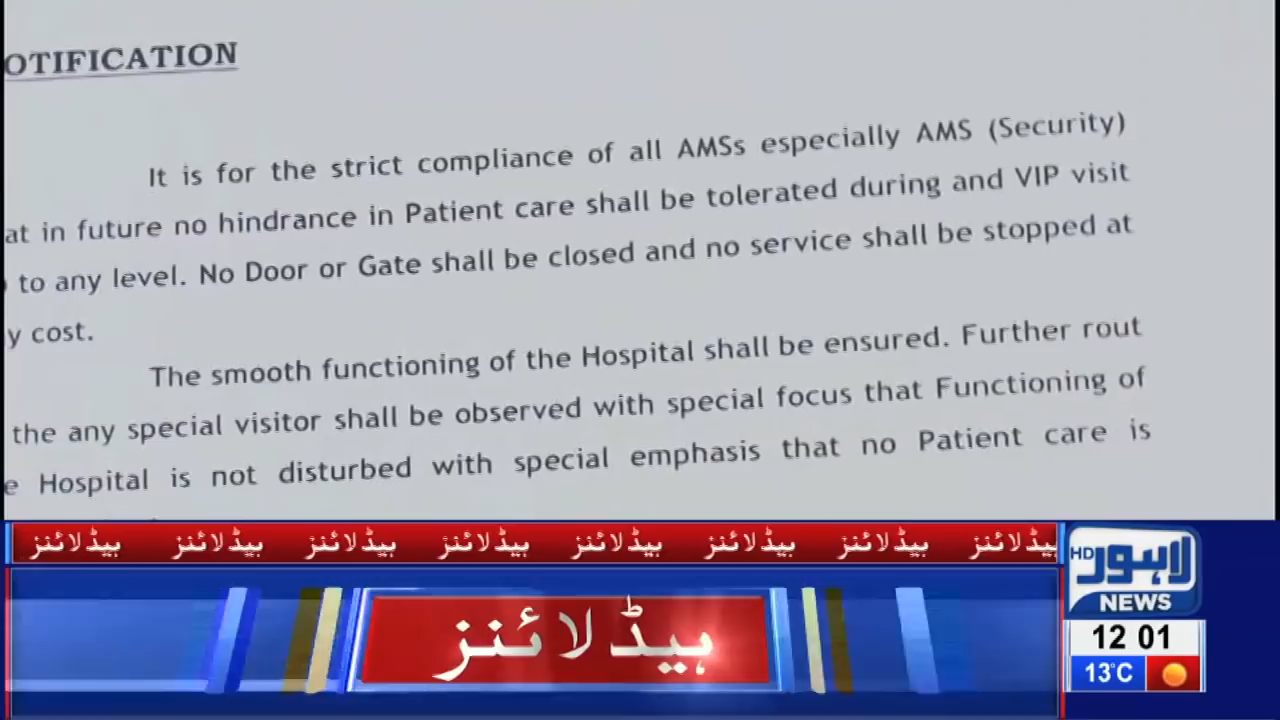 OTIFICATION
It is for the strict compliance of all AMSs especially AMS (Security)
at in future no hindrance in Patient care shall be tolerated during and VIP visit
to any level. No Door or Gate shall be closed and no service shall be stopped at
y cost.
The smooth functioning of the Hospital shall be ensured. Further rout
the any special visitor shall be observed with special focus that Functioning of
e Hospital is not disturbed with special emphasis that no Patient care is
ہیڈلائنز ہیڈلائنز ہیڈلائنز ہیڈلائنز ہیڈلائنز ہیڈلائنز ہیڈلائنز ہیڈلائنز
ہیڈلائنز
HD لاہور
NEWS
12 01
13°C